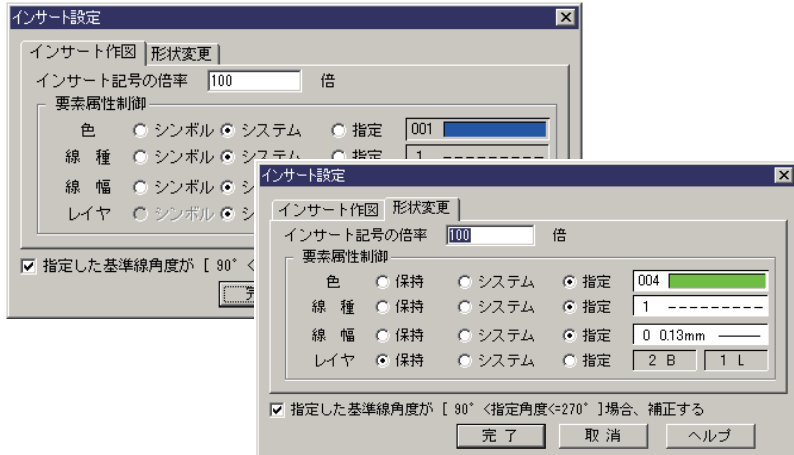 インサート設定
インサート作図 形状変更
インサート記号の倍率 100 倍
要素属性制御
色 シンボル システム 指定 001
線 種 シンボル システム 指定 1
線 幅 シンボル
レイヤ シンボル
指定した基準線角度が [ 90°<
インサート設定
インサート作図 形状変更
インサート記号の倍率 100 倍
要素属性制御
色 保持 システム 指定 004
線 種 保持 システム 指定 1
線 幅 保持 システム 指定 0 0.13mm
レイヤ 保持 システム 指定 2 B 1 L
指定した基準線角度が [ 90°<指定角度<=270° ]場合、補正する
完 了 取 消 ヘルプ